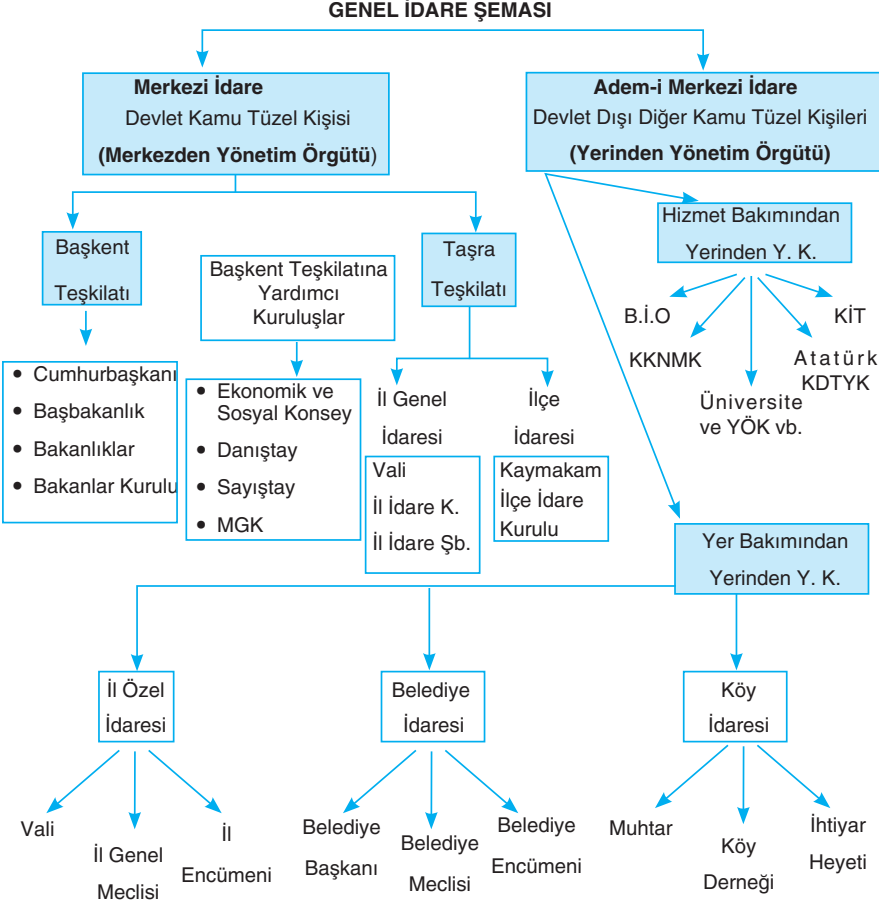 GENEL İDARE ŞEMASI
Merkezi İdare
Devlet Kamu Tüzel Kişisi
(Merkezden Yönetim Örgütü)
Adem-i Merkezi İdare
Devlet Dışı Diğer Kamu Tüzel Kişileri
(Yerinden Yönetim Örgütü)
Başkent
Teşkilatı
Başkent Teşkilatına
Yardımcı
Kuruluşlar
Taşra
Teşkilatı
Hizmet Bakımından
Yerinden Y. K.
• Cumhurbaşkanı
• Başbakanlık
• Bakanlıklar
• Bakanlar Kurulu
• Ekonomik ve
Sosyal Konsey
• Danıştay
• Sayıştay
• MGK
İl Genel
İdaresi
Vali
İl İdare K.
İl İdare Şb.
İlçe
İdaresi
Kaymakam
İlçe İdare
Kurulu
B.İ.O
KKNMK
Üniversite
ve YÖK vb.
Atatürk
KDTYK
KİT
Yer Bakımından
Yerinden Y. K.
İl Özel
İdaresi
Belediye
İdaresi
Köy
İdaresi
Vali
İl Genel
Meclisi
İl
Encümeni
Belediye
Başkanı
Belediye
Meclisi
Belediye
Encümeni
Muhtar
Köy
Derneği
İhtiyar
Heyeti